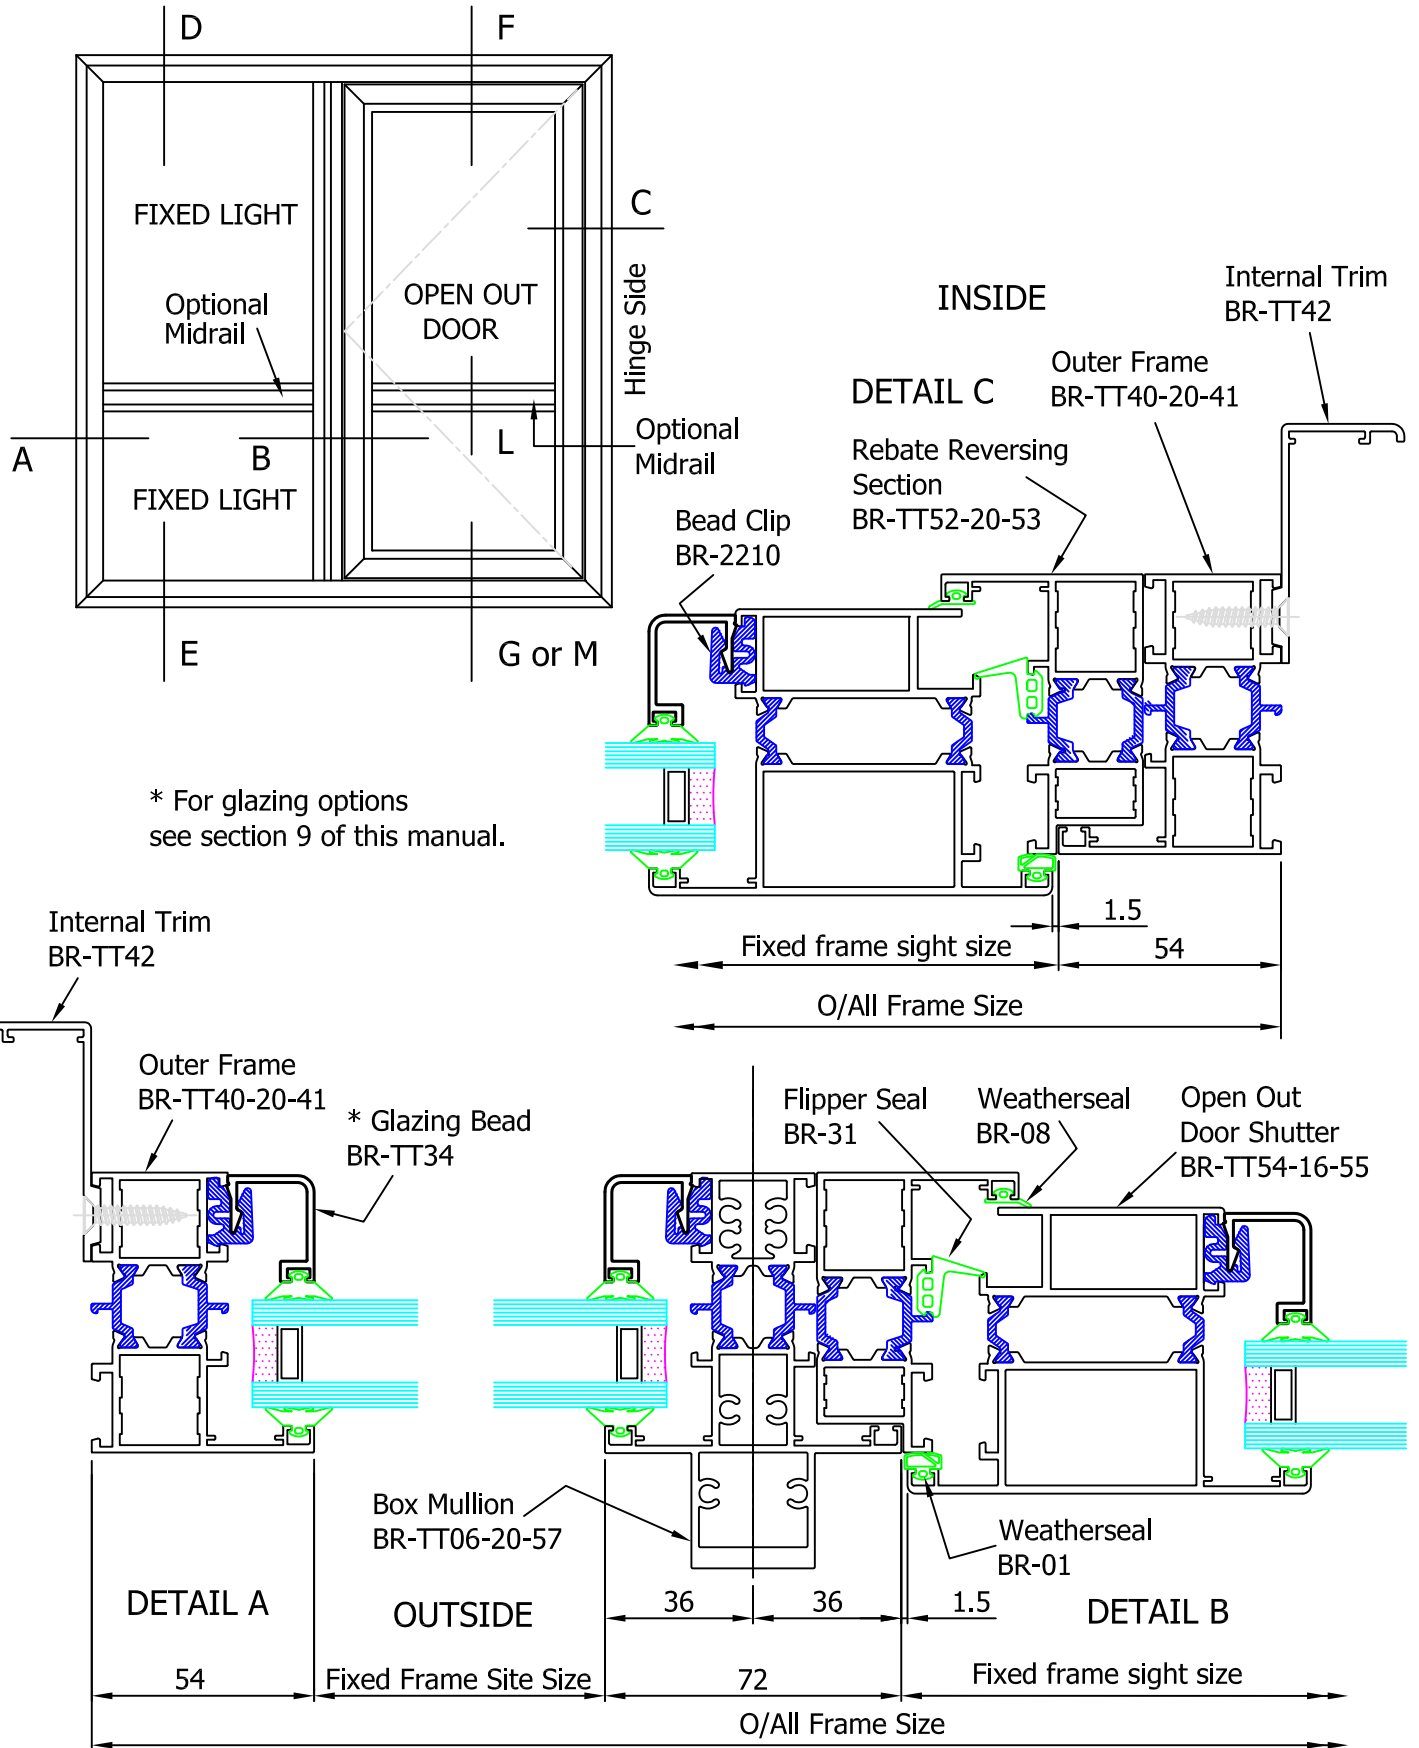 D
F
FIXED LIGHT
C
Hinge Side
Optional
Midrail
OPEN OUT
DOOR
A
B
L
Optional
Midrail
FIXED LIGHT
E
G or M
* For glazing options
see section 9 of this manual.
INSIDE
Internal Trim
BR-TT42
DETAIL C
Outer Frame
BR-TT40-20-41
Rebate Reversing
Section
BR-TT52-20-53
Bead Clip
BR-2210
1.5
Fixed frame sight size
54
O/All Frame Size
Internal Trim
BR-TT42
Outer Frame
BR-TT40-20-41
* Glazing Bead
BR-TT34
Flipper Seal
BR-31
Weatherseal
BR-08
Open Out
Door Shutter
BR-TT54-16-55
Box Mullion
BR-TT06-20-57
Weatherseal
BR-01
DETAIL A
OUTSIDE
36
36
1.5
DETAIL B
54
Fixed Frame Site Size
72
Fixed frame sight size
O/All Frame Size